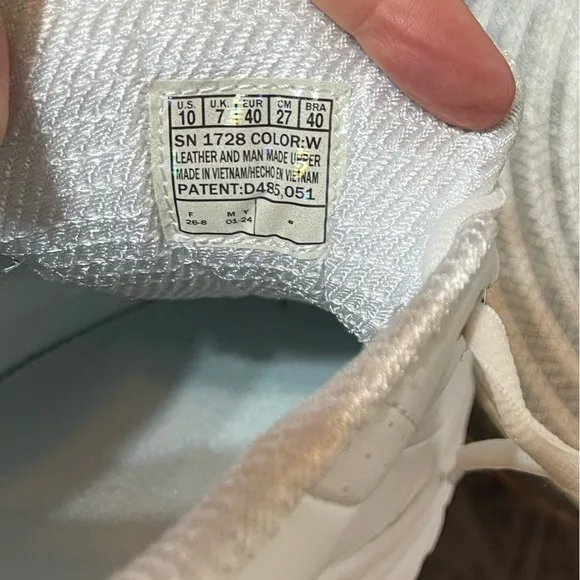 U.S. U.K. EUR CM BRA
10 7 40 27 40
SN 1728 COLOR:W
LEATHER AND MAN MADE UPPER
MADE IN VIETNAM/HECHO EN VIETNAM
PATENT:D485,051
F M Y
26-8 03-24